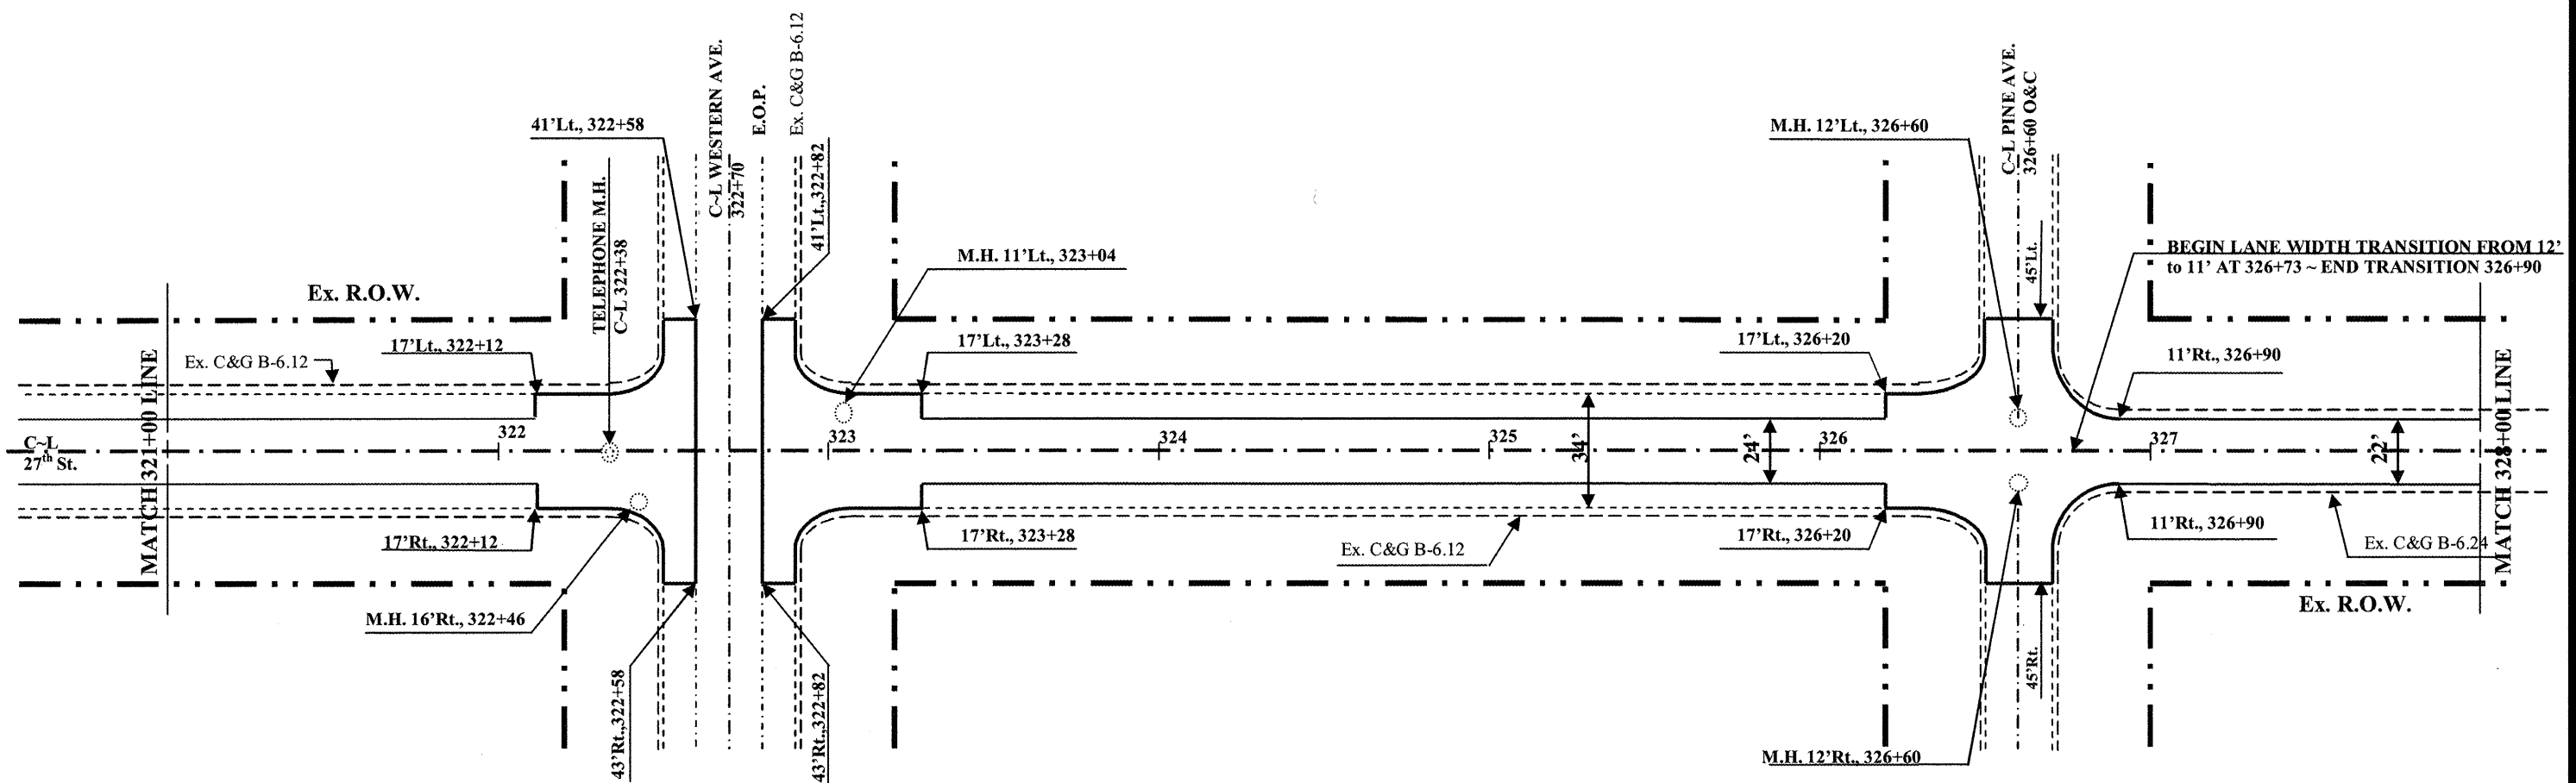 Ex. C&G B-6.12
E.O.P.
C~L WESTERN AVE.
322+70
41'Lt., 322+58
41'Lt.,322+82
TELEPHONE M.H.
C~L 322+38
M.H. 11'Lt., 323+04
Ex. R.O.W.
17'Lt., 322+12
Ex. C&G B-6.12
17'Lt., 323+28
M.H. 12'Lt., 326+60
C~L PINE AVE.
326+60 O&C
45'Lt.
BEGIN LANE WIDTH TRANSITION FROM 12'
to 11' AT 326+73 ~ END TRANSITION 326+90
17'Lt., 326+20
11'Rt., 326+90
MATCH 321+00 LINE
C~L
27th St.
322
323
324
325
34'
24'
326
327
22'
MATCH 328+00 LINE
17'Rt., 322+12
17'Rt., 323+28
Ex. C&G B-6.12
17'Rt., 326+20
11'Rt., 326+90
Ex. C&G B-6.24
Ex. R.O.W.
M.H. 16'Rt., 322+46
43'Rt.,322+58
43'Rt.,322+82
45'Rt.
M.H. 12'Rt., 326+60